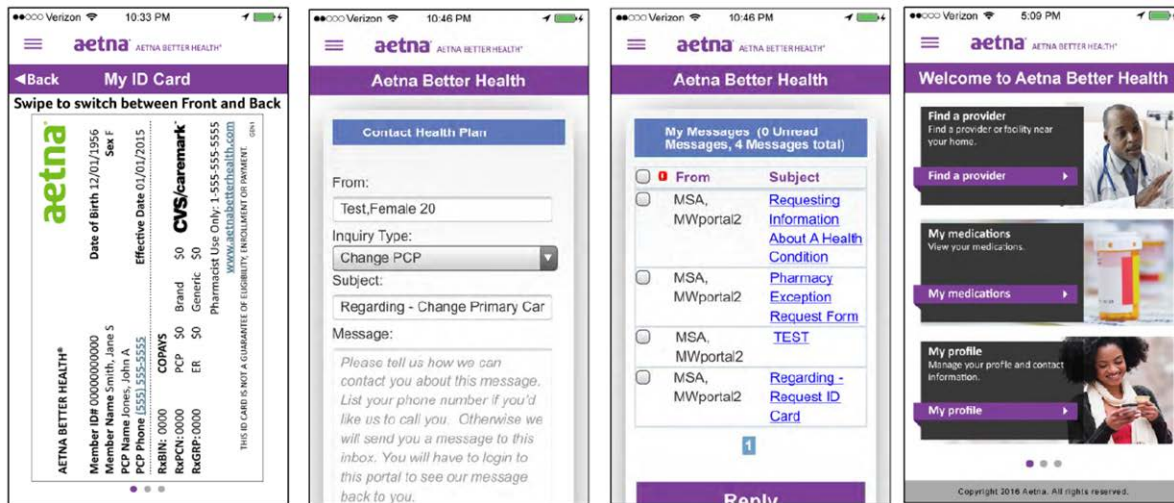 Verizon 10:33 PM
aetna AETNA BETTER HEALTH®
Back My ID Card
Swipe to switch between Front and Back
aetna
AETNA BETTER HEALTH®
Member ID# 0000000000000 Date of Birth 12/01/1956
Member Name Smith, Jane S Sex F
PCP Name Jones, John A
PCP Phone (555) 555-5555 Effective Date 01/01/2015
RxBIN: 0000 COPAYS
RxPCN: 0000 PCP $0 Brand $0
RxGRP: 0000 ER $0 Generic $0
CVS/caremark
Pharmacist Use Only: 1-555-555-5555
www.aetnabetterhealth.com
THIS ID CARD IS NOT A GUARANTEE OF ELIGIBILITY, ENROLLMENT OR PAYMENT.
Verizon 10:46 PM
aetna AETNA BETTER HEALTH®
Aetna Better Health
Contact Health Plan
From:
Test,Female 20
Inquiry Type:
Change PCP
Subject:
Regarding - Change Primary Car
Message:
Please tell us how we can
contact you about this message.
List your phone number if you'd
like us to call you. Otherwise we
will send you a message to this
inbox. You will have to login to
this portal to see our message
back to you.
Verizon 10:46 PM
aetna AETNA BETTER HEALTH®
Aetna Better Health
My Messages (0 Unread
Messages, 4 Messages total)
From Subject
MSA, Requesting
MWportal2 Information
About A Health
Condition
MSA, Pharmacy
MWportal2 Exception
Request Form
MSA, TEST
MWportal2
MSA, Regarding -
MWportal2 Request ID
Card
1
Reply
Verizon 5:09 PM
aetna AETNA BETTER HEALTH®
Welcome to Aetna Better Health
Find a provider
Find a provider or facility near
your home.
Find a provider
My medications
View your medications.
My medications
My profile
Manage your profile and contact
information.
My profile
Copyright 2016 Aetna. All rights reserved.